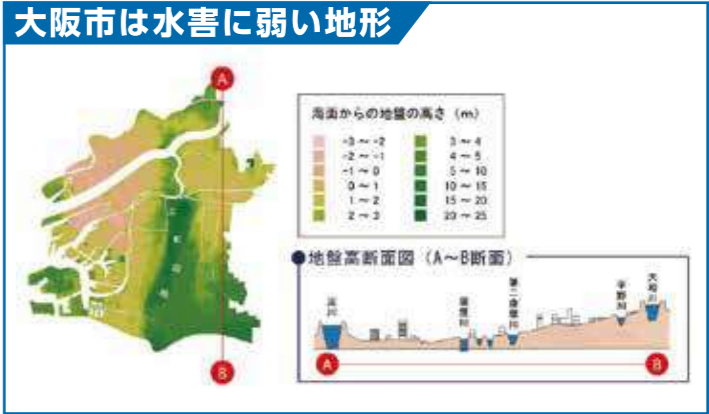 大阪市は水害に弱い地形
A
B
海面からの地盤の高さ（m）
-3 ～ -2
-2 ～ -1
-1 ～ 0
0 ～ 1
1 ～ 2
2 ～ 3
3 ～ 4
4 ～ 5
5 ～ 10
10 ～ 15
15 ～ 20
20 ～ 25
●地盤高断面図（A～B断面）
淀川
寝屋川
第二寝屋川
平野川
大和川
A
B